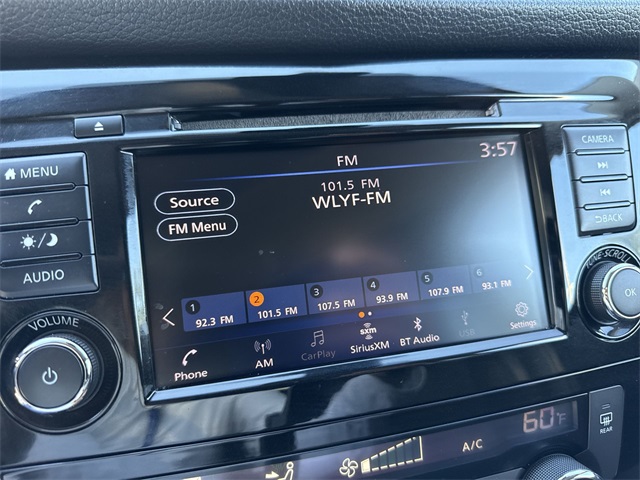 CAMERA
FM
3:57
MENU
101.5 FM
Source
WLYF-FM
FM Menu
BACK
AUDIO
TUNE·SCROLL
1 2 3 4 5 6
92.3 FM 101.5 FM 107.5 FM 93.9 FM 107.9 FM 93.1 FM
OK
VOLUME
Phone AM CarPlay sxm SiriusXM BT Audio USB Settings
60°F
A/C
REAR